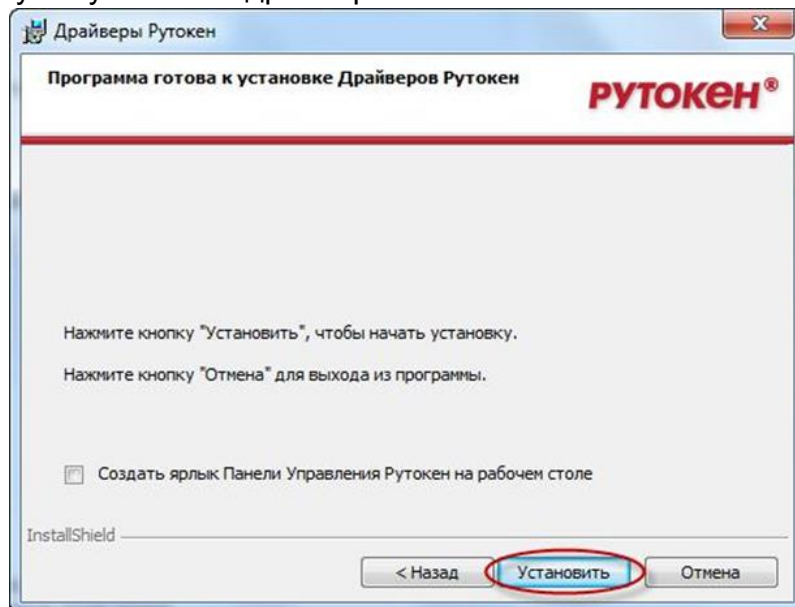 Драйверы Рутокен
Программа готова к установке Драйверов Рутокен
РУТОКЕН®
Нажмите кнопку "Установить", чтобы начать установку.
Нажмите кнопку "Отмена" для выхода из программы.
Создать ярлык Панели Управления Рутокен на рабочем столе
InstallShield
< Назад Установить Отмена